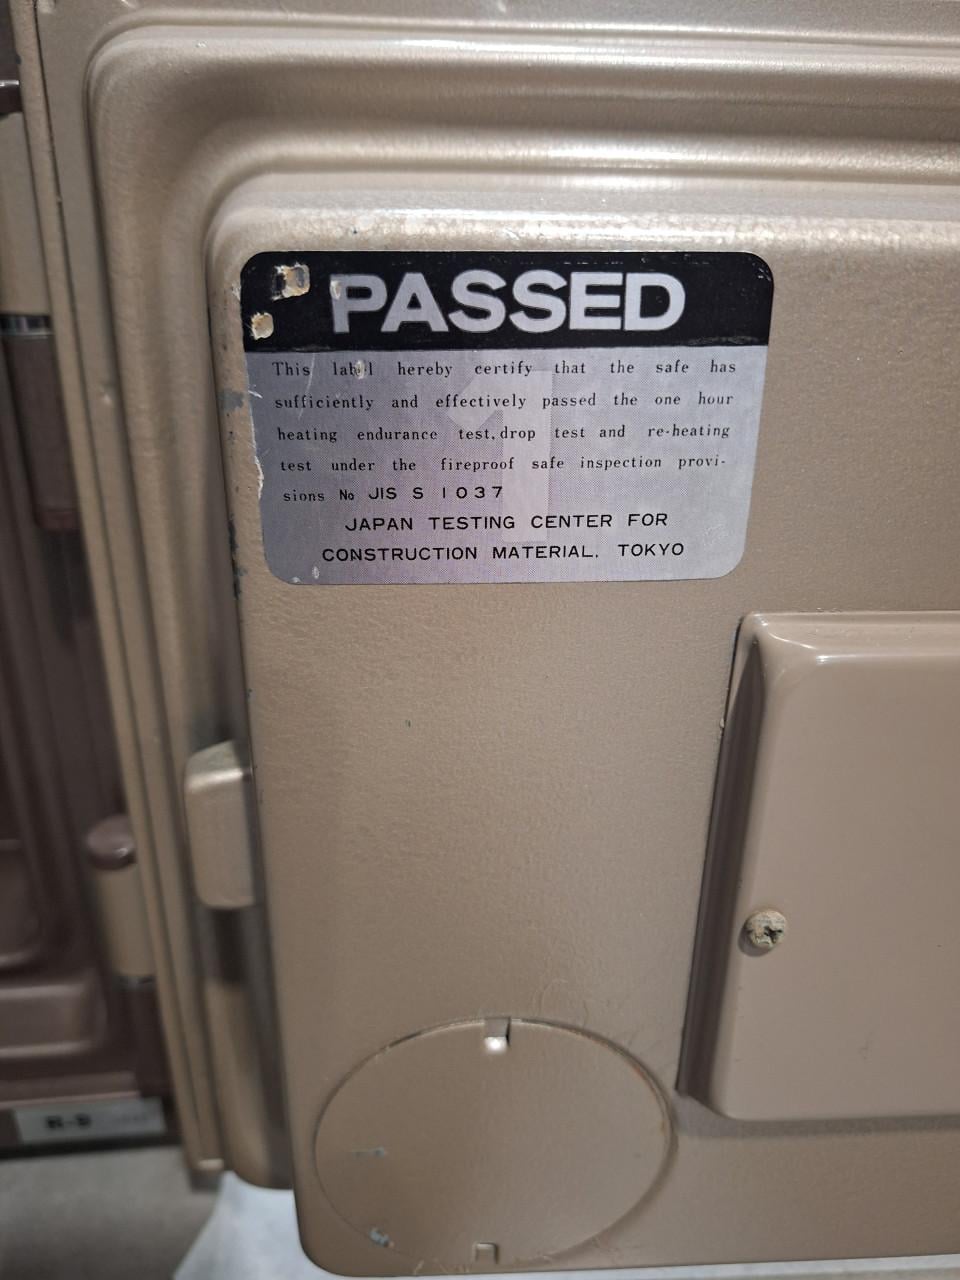 PASSED
This label hereby certify that the safe has
sufficiently and effectively passed the one hour
heating endurance test, drop test and re-heating
test under the fireproof safe inspection provi-
sions No JIS S 1037
JAPAN TESTING CENTER FOR
CONSTRUCTION MATERIAL. TOKYO
1